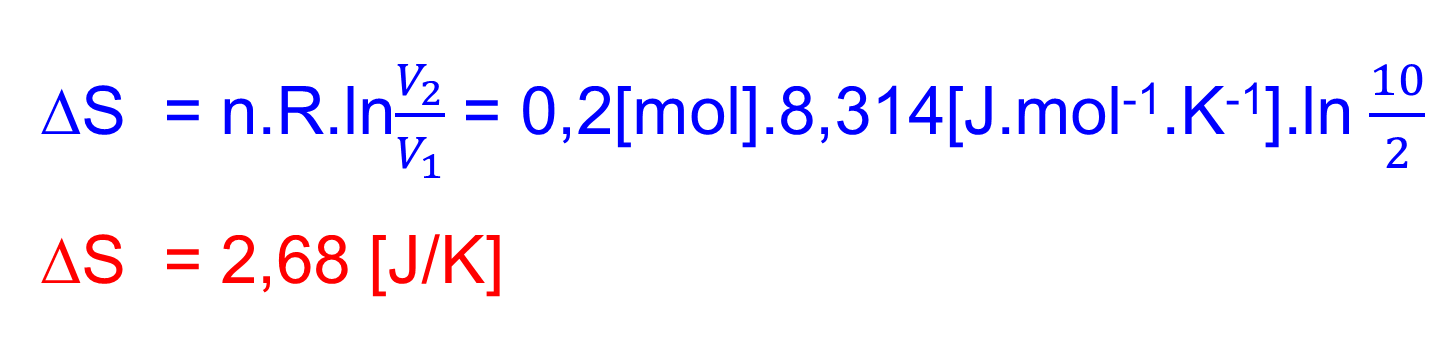 ΔS = n.R.ln V₂/V₁ = 0,2[mol].8,314[J.mol⁻¹.K⁻¹].ln 10/2
ΔS = 2,68 [J/K]